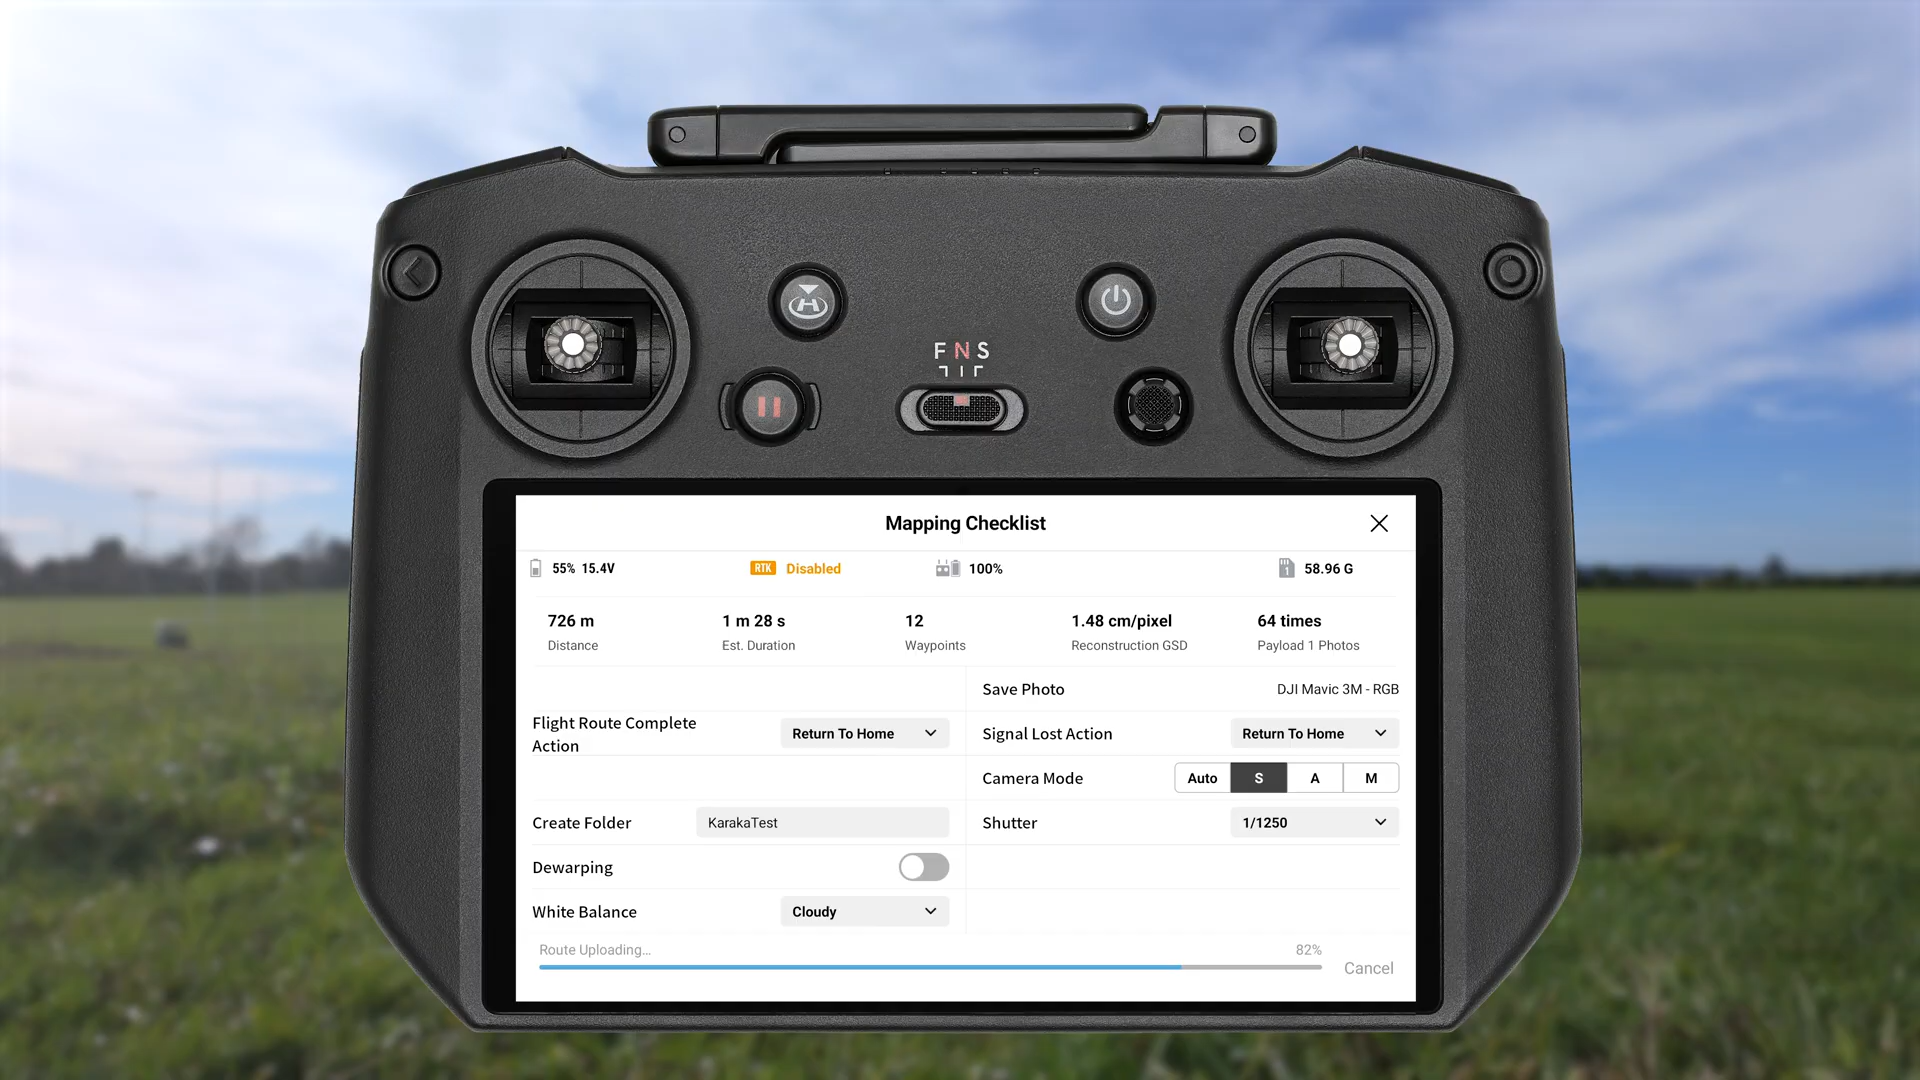 F N S
Mapping Checklist
55% 15.4V
RTK Disabled
100%
1
58.96 G
726 m
1 m 28 s
12
1.48 cm/pixel
64 times
Distance
Est. Duration
Waypoints
Reconstruction GSD
Payload 1 Photos
Save Photo
DJI Mavic 3M - RGB
Flight Route Complete
Action
Return To Home
Signal Lost Action
Return To Home
Camera Mode
Auto
S
A
M
Create Folder
KarakaTest
Shutter
1/1250
Dewarping
White Balance
Cloudy
Route Uploading...
82%
Cancel